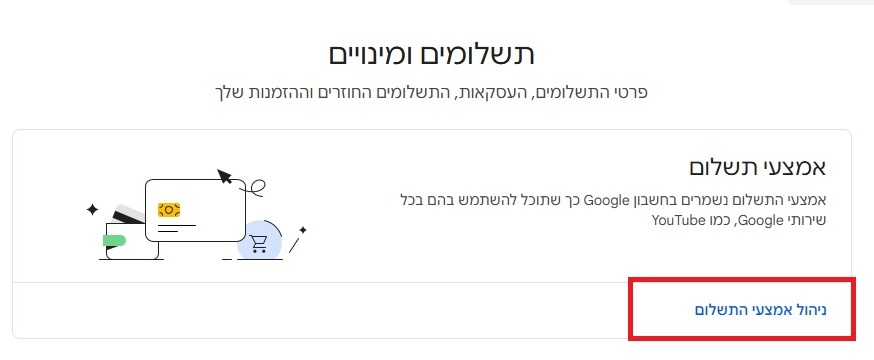 תשלומים ומינויים
פרטי התשלומים, העסקאות, התשלומים החוזרים וההזמנות שלך
אמצעי תשלום
אמצעי התשלום נשמרים בחשבון Google כך שתוכל להשתמש בהם בכל
שירותי Google, כמו YouTube
ניהול אמצעי התשלום